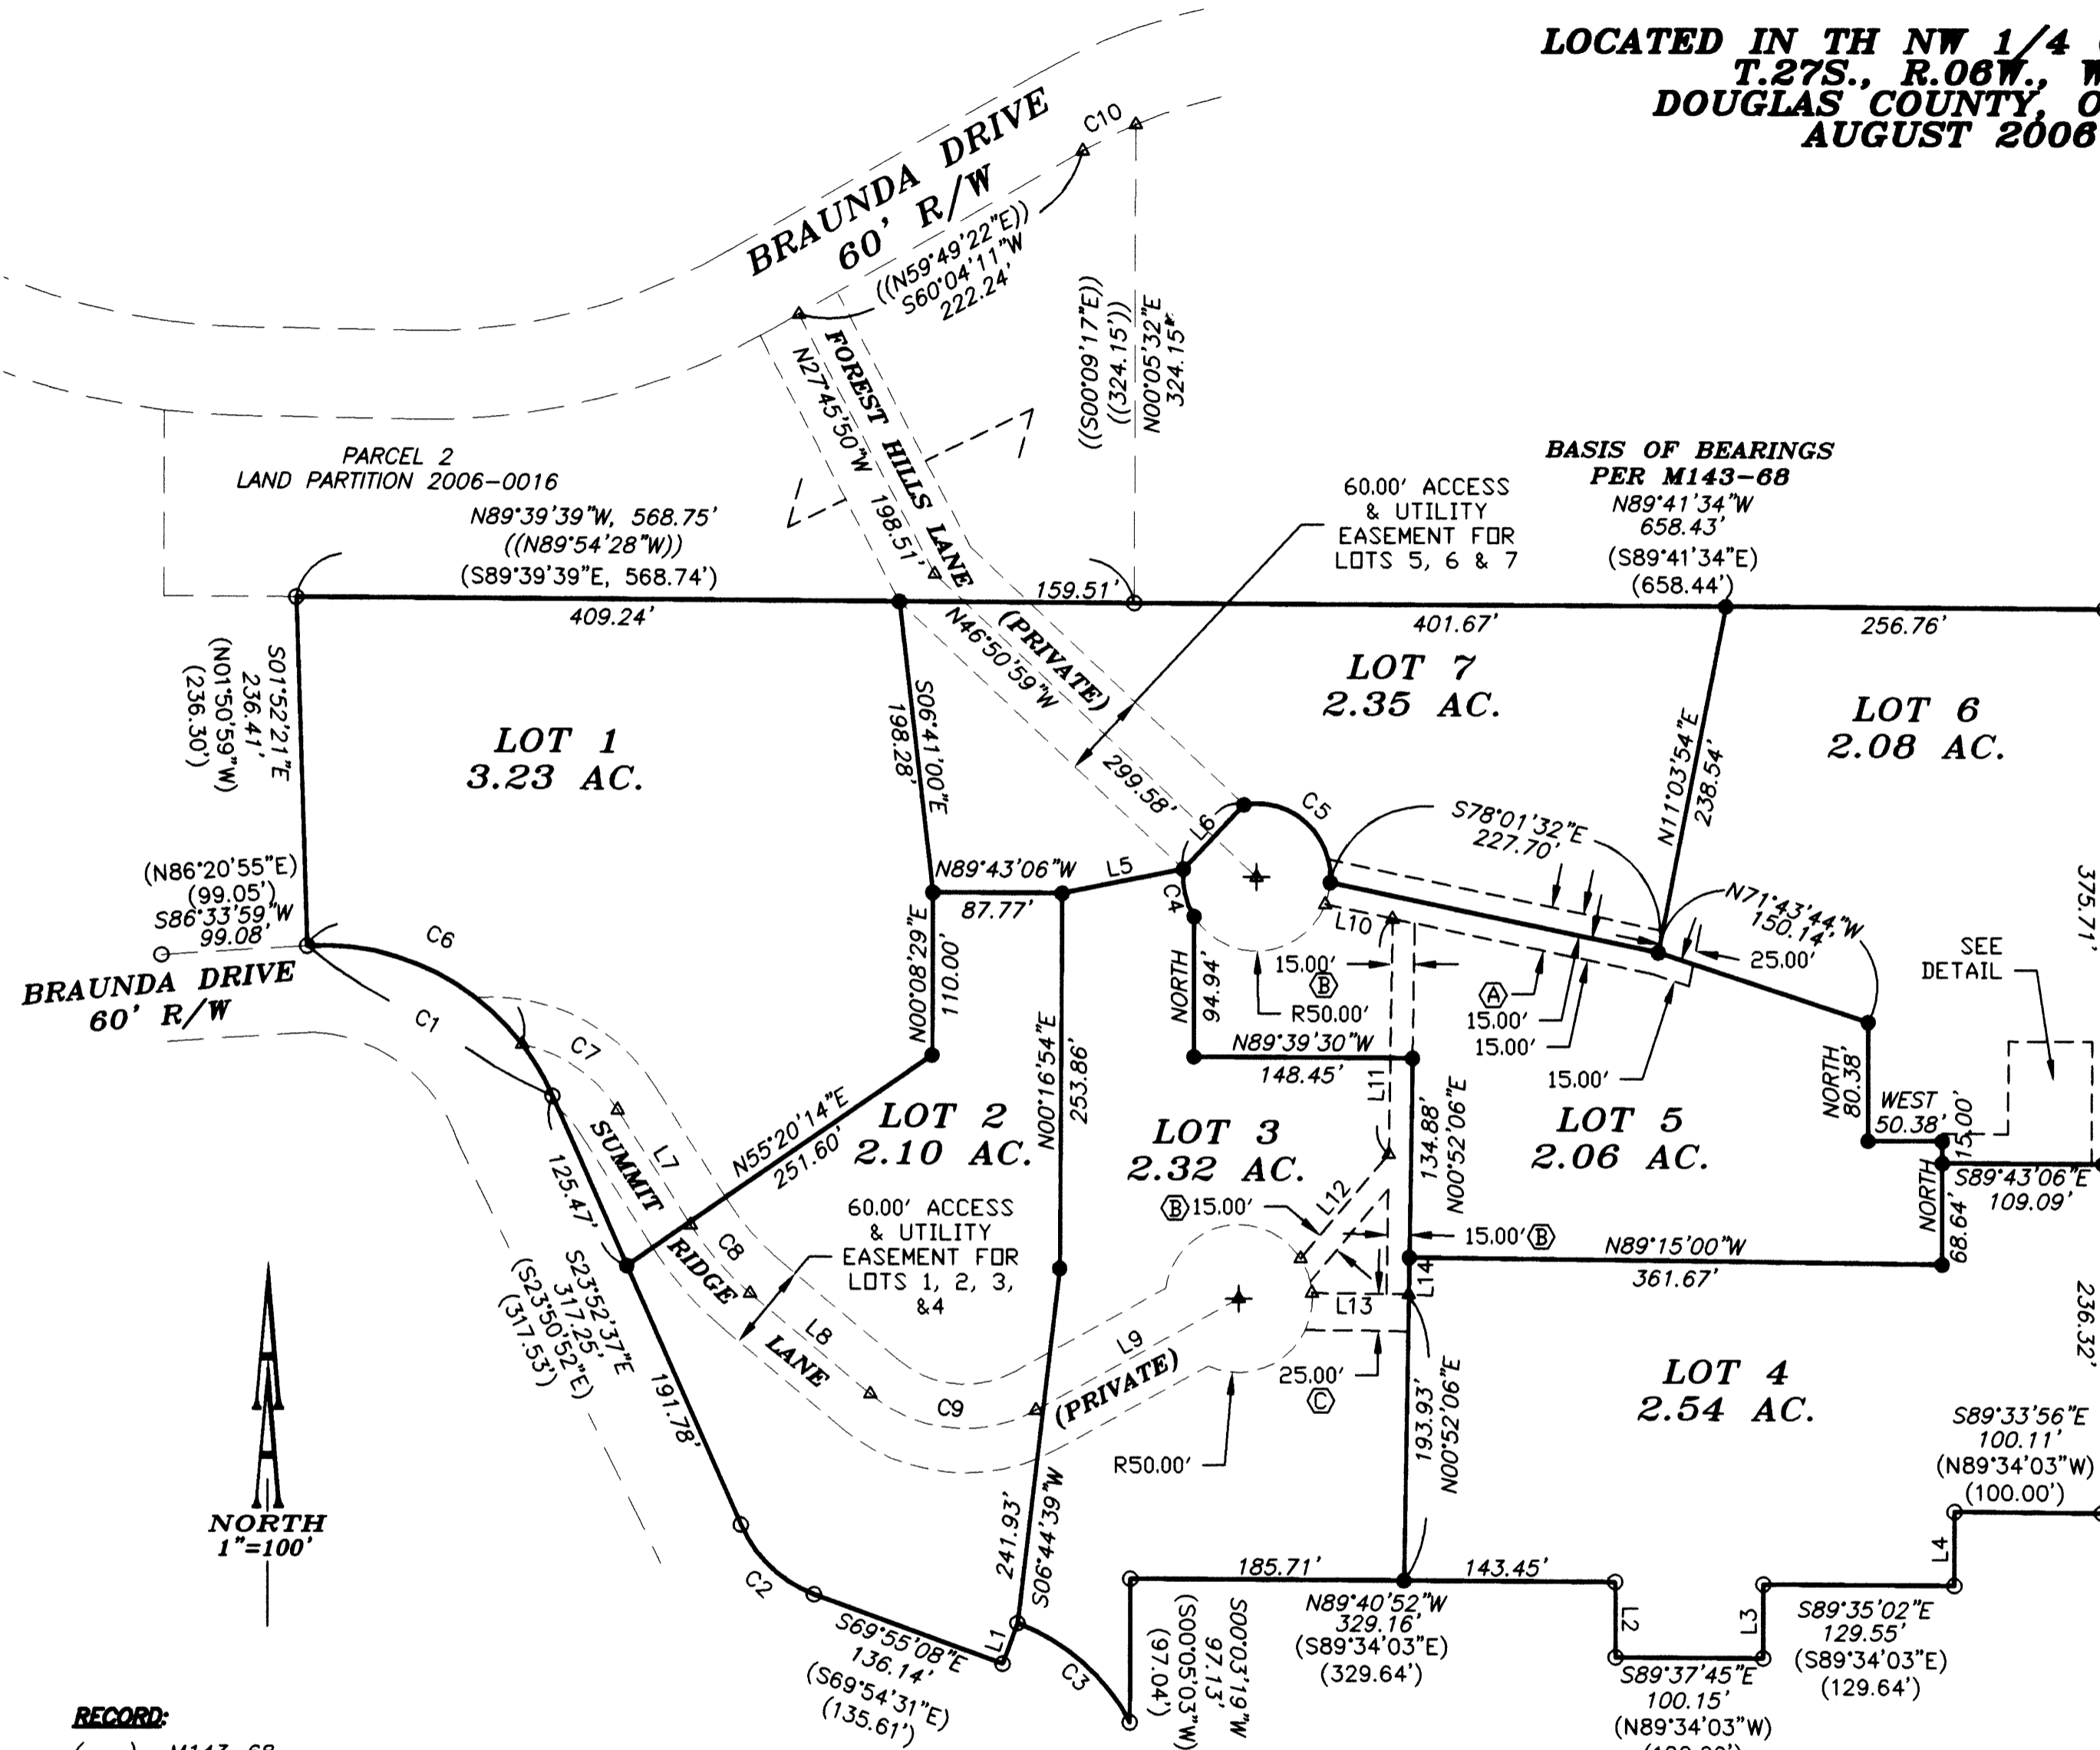 LOCATED IN TH NW 1/4
T.27S., R.06W.,
DOUGLAS COUNTY,
AUGUST 2006
BRAUNDA DRIVE
60' R/W
C10
((N59°49'22"E))
S60°04'11"W
222.24'
((S00°09'17"E))
((324.15'))
N00°05'32"E
324.15'
FOREST HILLS LANE
(PRIVATE)
N27°45'50"W 198.51'
PARCEL 2
LAND PARTITION 2006-0016
N89°39'39"W, 568.75'
((N89°54'28"W))
(S89°39'39"E, 568.74')
409.24'
159.51'
60.00' ACCESS
& UTILITY
EASEMENT FOR
LOTS 5, 6 & 7
BASIS OF BEARINGS
PER M143-68
N89°41'34"W
658.43'
(S89°41'34"E)
(658.44')
401.67'
256.76'
S01°52'21"E
236.41'
(N01°50'59"W)
(236.30')
LOT 1
3.23 AC.
S06°41'00"E
198.28'
N46°50'59"W
299.58'
LOT 7
2.35 AC.
N11°03'54"E
238.54'
LOT 6
2.08 AC.
375.71'
(N86°20'55"E)
(99.05')
S86°33'59"W
99.08'
BRAUNDA DRIVE
60' R/W
C6
C1
C7
N89°43'06"W
87.77'
L5
L6
C5
C4
S78°01'32"E
227.70'
N71°43'44"W
150.14'
25.00'
SEE
DETAIL
L10
15.00'
B
R50.00'
A
15.00'
15.00'
15.00'
N00°08'29"E
110.00'
N00°16'54"E
253.86'
NORTH
94.94'
N89°39'30"W
148.45'
L11
NORTH
80.38'
WEST
50.38'
15.00'
S89°43'06"E
109.09'
NORTH
68.64'
SUMMIT
RIDGE
LANE
(PRIVATE)
L7
C8
L8
C9
L9
N55°20'14"E
251.60'
LOT 2
2.10 AC.
LOT 3
2.32 AC.
LOT 5
2.06 AC.
134.88'
N00°52'06"E
125.47'
60.00' ACCESS
& UTILITY
EASEMENT FOR
LOTS 1, 2, 3,
&4
B 15.00'
L12
15.00' B
L14
L13
N89°15'00"W
361.67'
236.32'
S23°52'37"E
317.25'
(S23°50'52"E)
(317.53')
191.78'
25.00'
C
R50.00'
193.93'
N00°52'06"E
LOT 4
2.54 AC.
S89°33'56"E
100.11'
(N89°34'03"W)
(100.00')
L4
NORTH
1"=100'
241.93'
S06°44'39"W
C2
S69°55'08"E
136.14'
(S69°54'31"E)
(135.61')
L1
C3
S00°03'19"W
97.13'
(S00°05'03"W)
(97.04')
185.71'
143.45'
N89°40'52"W
329.16'
(S89°34'03"E)
(329.64')
L2
L3
S89°37'45"E
100.15'
(N89°34'03"W)
S89°35'02"E
129.55'
(S89°34'03"E)
(129.64')
RECORD: